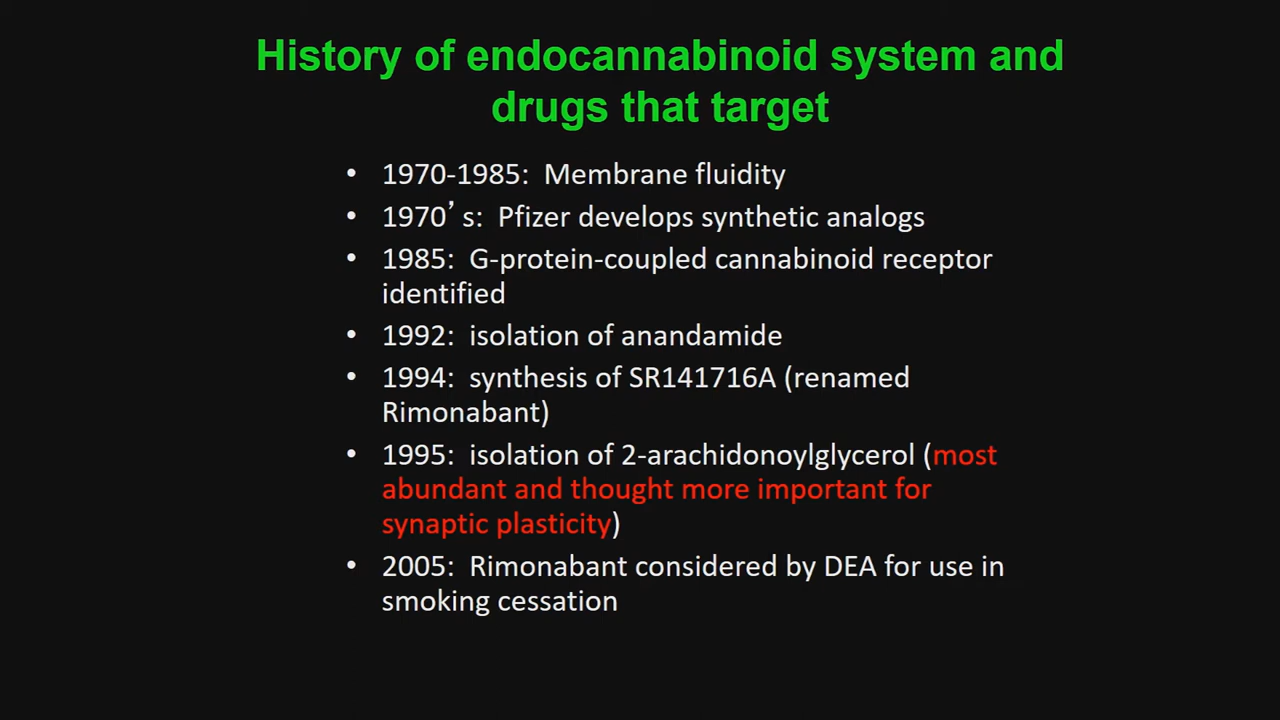 History of endocannabinoid system and
drugs that target
• 1970-1985: Membrane fluidity
• 1970’s: Pfizer develops synthetic analogs
• 1985: G-protein-coupled cannabinoid receptor
identified
• 1992: isolation of anandamide
• 1994: synthesis of SR141716A (renamed
Rimonabant)
• 1995: isolation of 2-arachidonoylglycerol (most
abundant and thought more important for
synaptic plasticity)
• 2005: Rimonabant considered by DEA for use in
smoking cessation